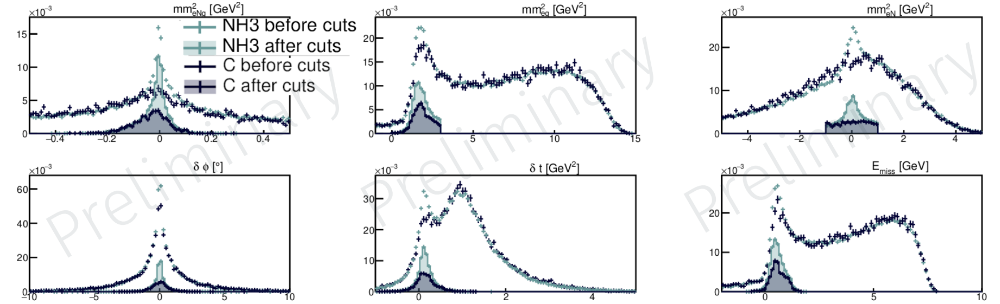 ×10⁻³ mm²eNg [GeV²]
15
10
5
0
−0.4 −0.2 0 0.2 0.4
NH3 before cuts
NH3 after cuts
C before cuts
C after cuts
×10⁻³ mm²eg [GeV²]
20
15
10
5
0
0 5 10 15
×10⁻³ mm²eN [GeV²]
20
10
0
−4 −2 0 2 4
×10⁻³ δ ϕ [°]
60
40
20
0
−10 −5 0 5 10
×10⁻³ δ t [GeV²]
30
20
10
0
0 2 4
×10⁻³ Emiss [GeV]
20
10
0
0 5 10
Preliminary
Preliminary
Preliminary